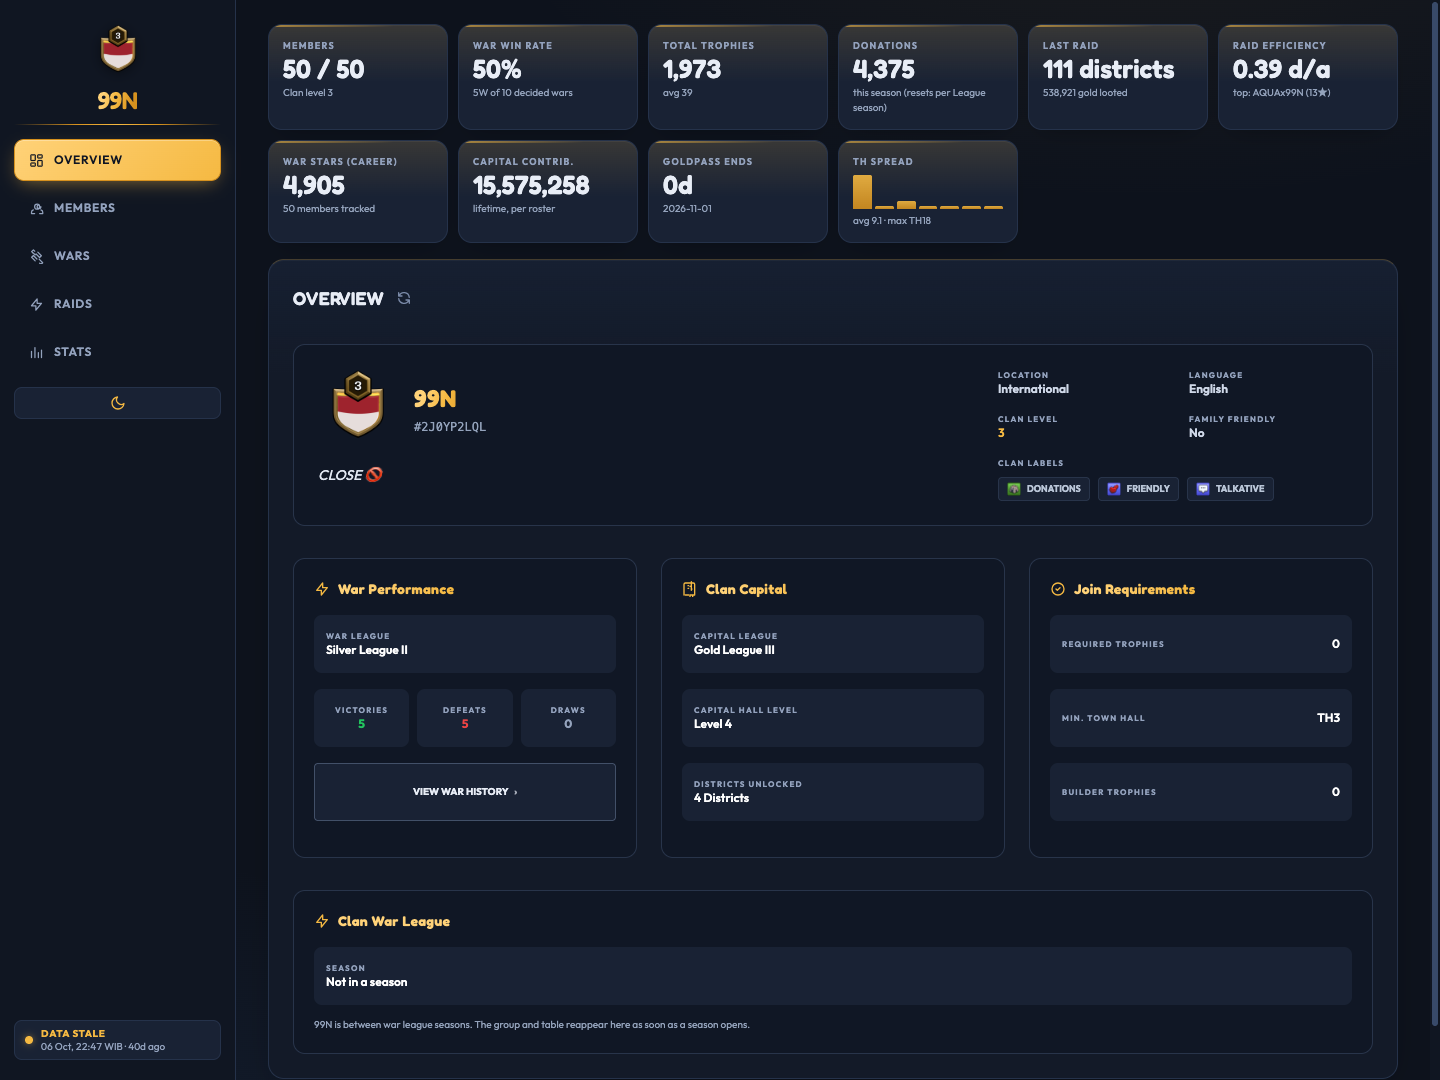 3
99N
OVERVIEW
MEMBERS
WARS
RAIDS
STATS
DATA STALE
06 Oct, 22:47 WIB · 40d ago
MEMBERS
50 / 50
Clan level 3
WAR WIN RATE
50%
5W of 10 decided wars
TOTAL TROPHIES
1,973
avg 39
DONATIONS
4,375
this season (resets per League
season)
LAST RAID
111 districts
538,921 gold looted
RAID EFFICIENCY
0.39 d/a
top: AQUAx99N (13★)
WAR STARS (CAREER)
4,905
50 members tracked
CAPITAL CONTRIB.
15,575,258
lifetime, per roster
GOLDPASS ENDS
0d
2026-11-01
TH SPREAD
avg 9.1 · max TH18
OVERVIEW
3
99N
#2J0YP2LQL
CLOSE 🚫
LOCATION
International
LANGUAGE
English
CLAN LEVEL
3
FAMILY FRIENDLY
No
CLAN LABELS
DONATIONS
FRIENDLY
TALKATIVE
War Performance
WAR LEAGUE
Silver League II
VICTORIES
5
DEFEATS
5
DRAWS
0
VIEW WAR HISTORY ›
Clan Capital
CAPITAL LEAGUE
Gold League III
CAPITAL HALL LEVEL
Level 4
DISTRICTS UNLOCKED
4 Districts
Join Requirements
REQUIRED TROPHIES 0
MIN. TOWN HALL TH3
BUILDER TROPHIES 0
Clan War League
SEASON
Not in a season
99N is between war league seasons. The group and table reappear here as soon as a season opens.